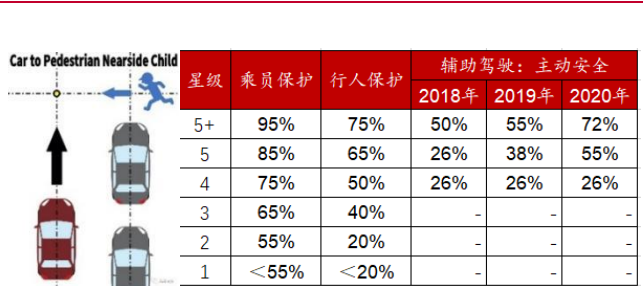 Car to Pedestrian Nearside Child
星级 乘员保护 行人保护 辅助驾驶：主动安全
2018年 2019年 2020年
5+ 95% 75% 50% 55% 72%
5 85% 65% 26% 38% 55%
4 75% 50% 26% 26% 26%
3 65% 40% - - -
2 55% 20% - - -
1 ＜55% ＜20% - - -